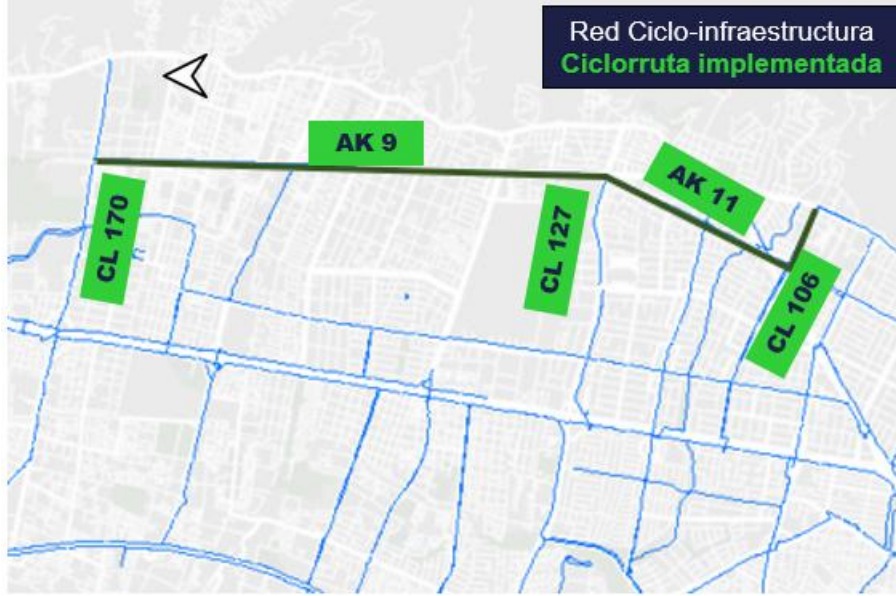 Red Ciclo-infraestructura
Ciclorruta implementada
AK 9
AK 11
CL 170
CL 127
CL 106